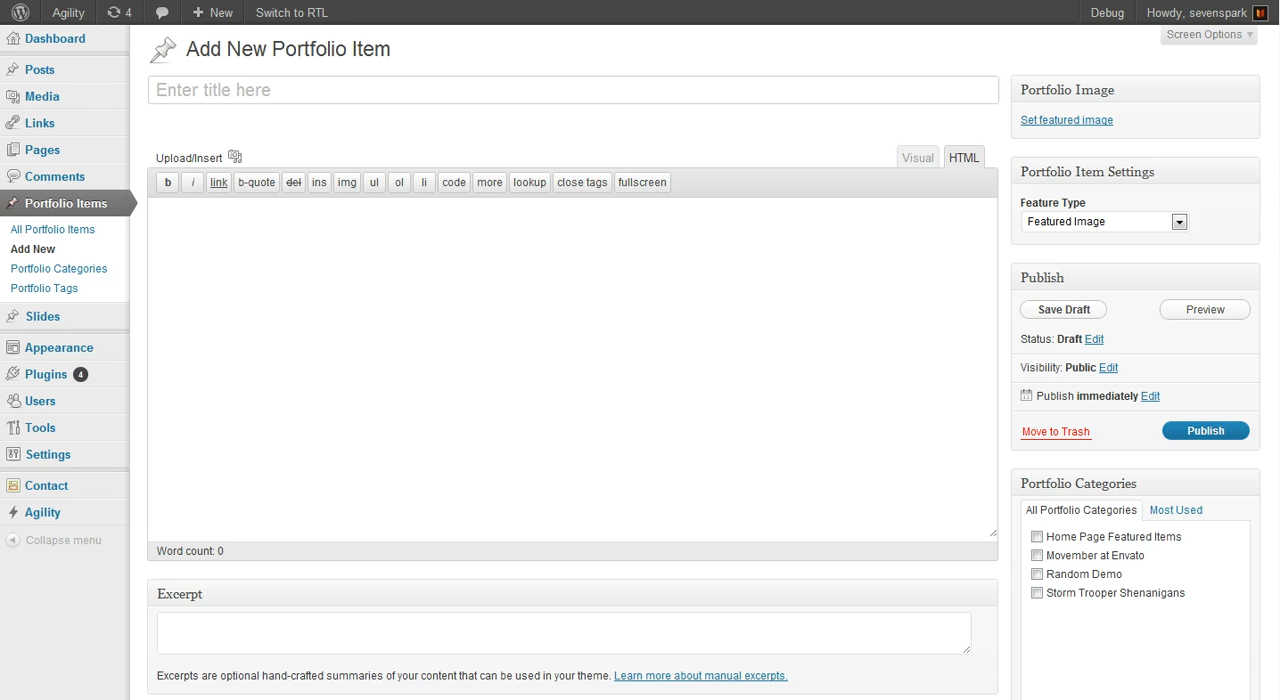 Agility 4 New Switch to RTL Debug Howdy, sevenspark
Screen Options
Dashboard
Posts
Media
Links
Pages
Comments
Portfolio Items
All Portfolio Items
Add New
Portfolio Categories
Portfolio Tags
Slides
Appearance
Plugins 4
Users
Tools
Settings
Contact
Agility
Collapse menu
Add New Portfolio Item
Enter title here
Upload/Insert Visual HTML
b i link b-quote del ins img ul ol li code more lookup close tags fullscreen
Word count: 0
Excerpt
Excerpts are optional hand-crafted summaries of your content that can be used in your theme. Learn more about manual excerpts.
Portfolio Image
Set featured image
Portfolio Item Settings
Feature Type
Featured Image
Publish
Save Draft Preview
Status: Draft Edit
Visibility: Public Edit
Publish immediately Edit
Move to Trash Publish
Portfolio Categories
All Portfolio Categories Most Used
Home Page Featured Items
Movember at Envato
Random Demo
Storm Trooper Shenanigans